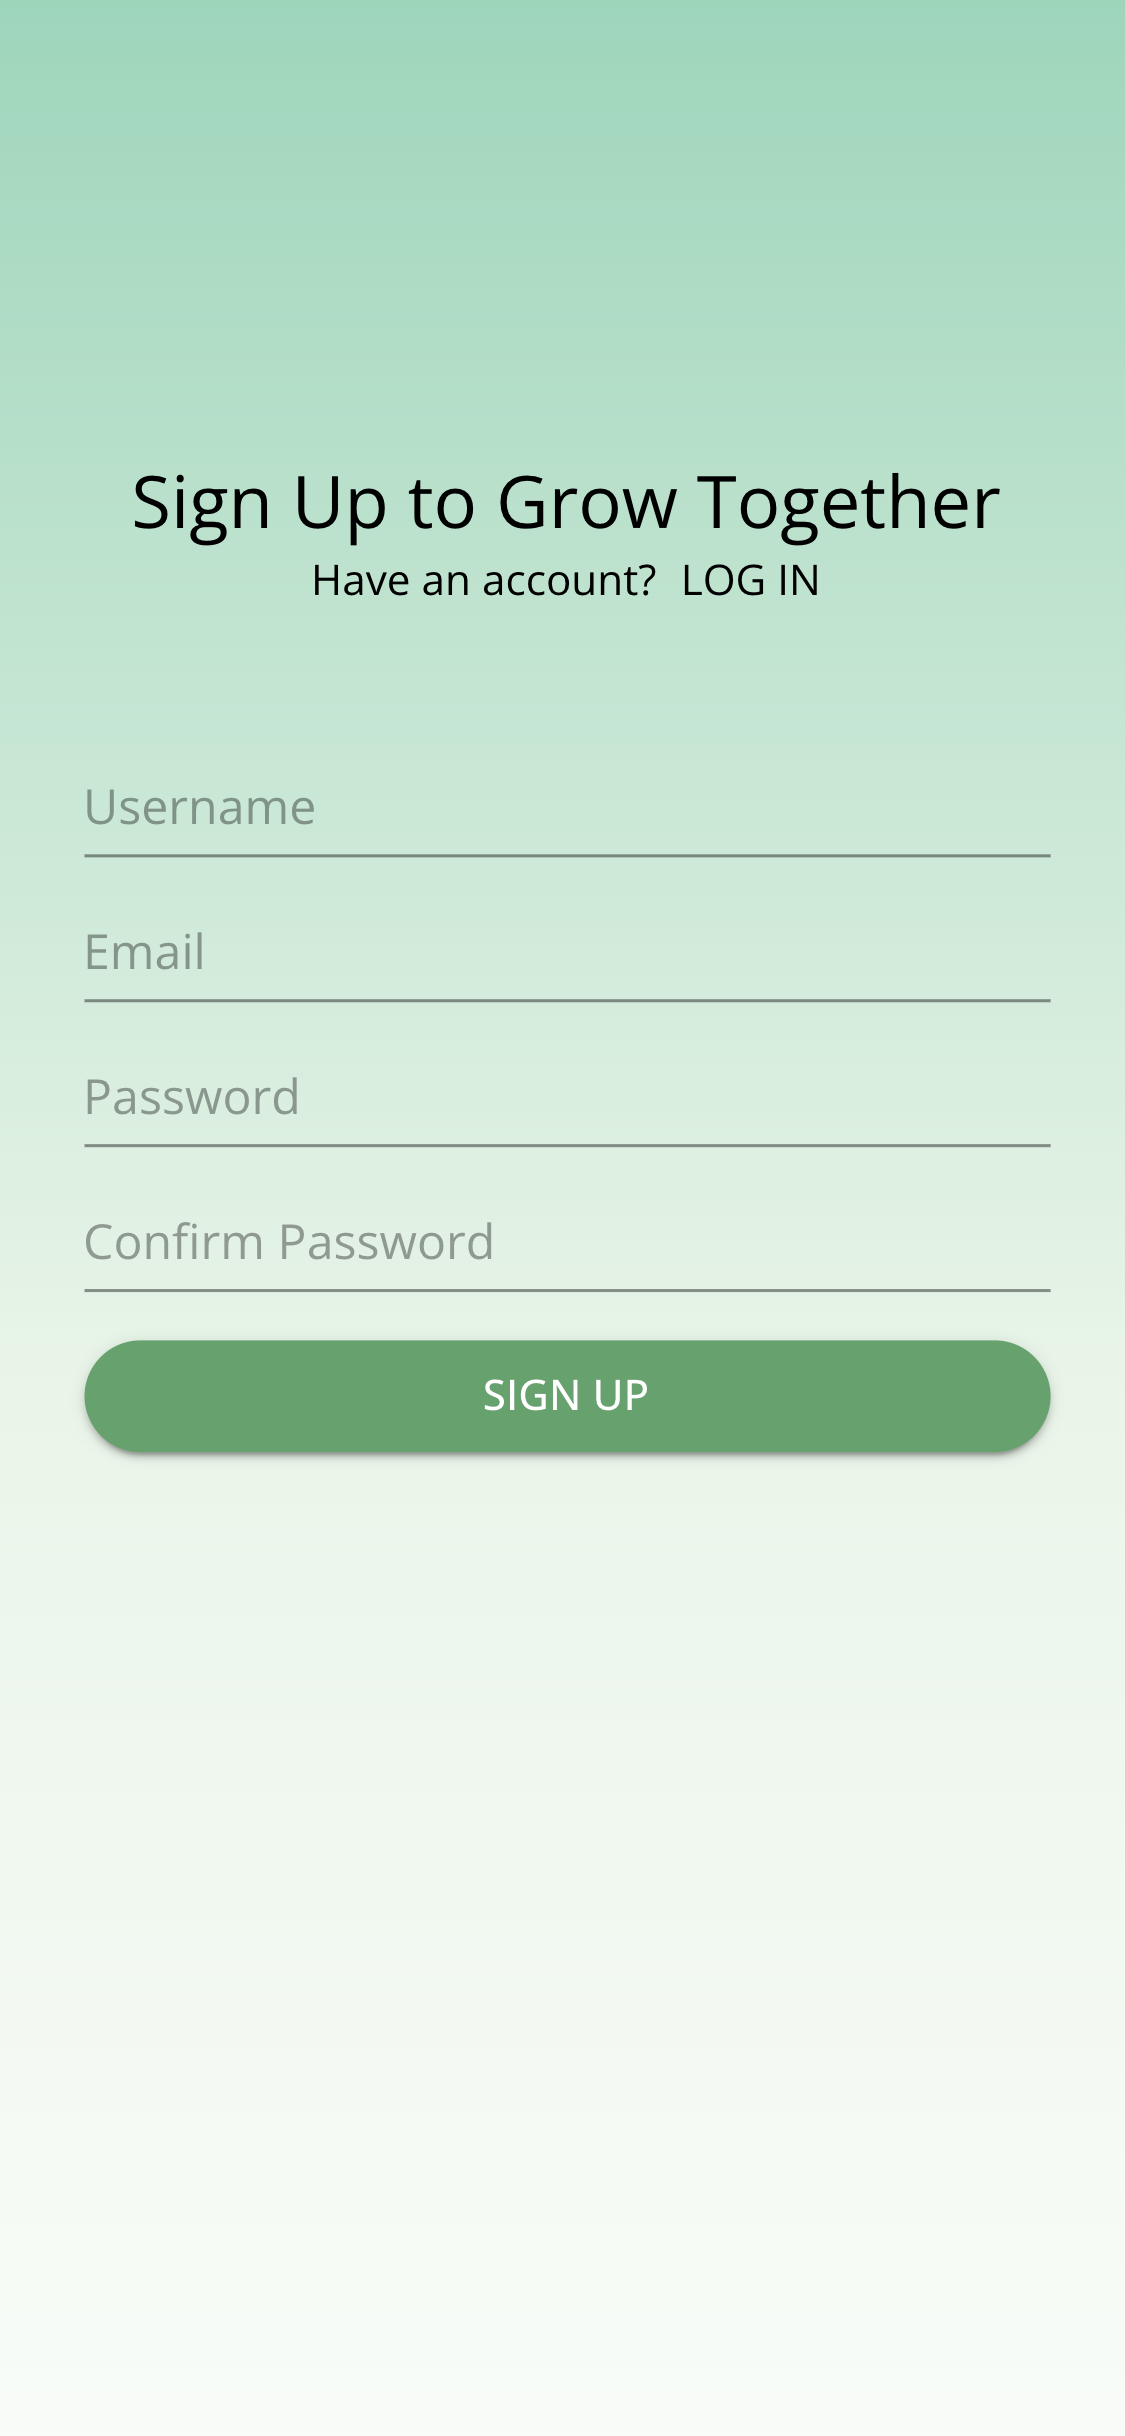 Sign Up to Grow Together
Have an account? LOG IN
Username
Email
Password
Confirm Password
SIGN UP